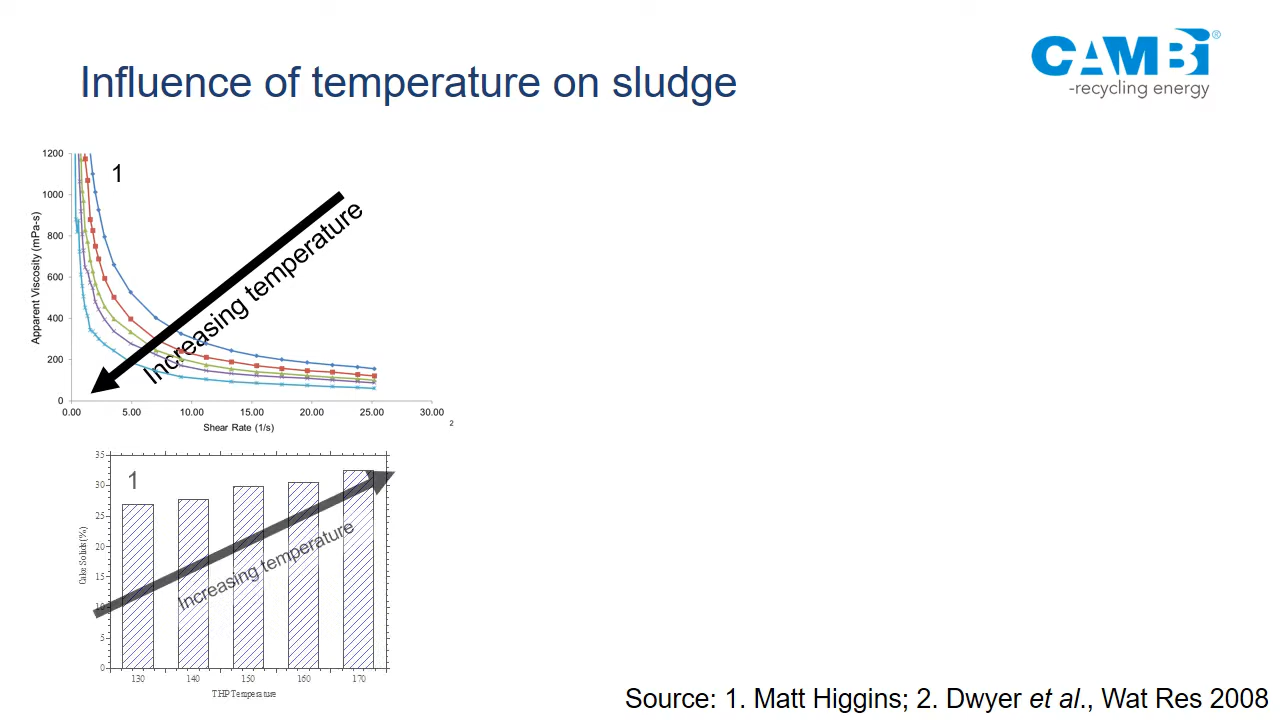 CAMBi®
-recycling energy
Influence of temperature on sludge
1200
1000
800
600
400
200
0
Apparent Viscosity (mPa-s)
1
Increasing temperature
0.00 5.00 10.00 15.00 20.00 25.00 30.00
Shear Rate (1/s)
2
35
30
25
20
15
10
5
0
Cake Solids (%)
1
Increasing temperature
130 140 150 160 170
THP Temperature
Source: 1. Matt Higgins; 2. Dwyer et al., Wat Res 2008